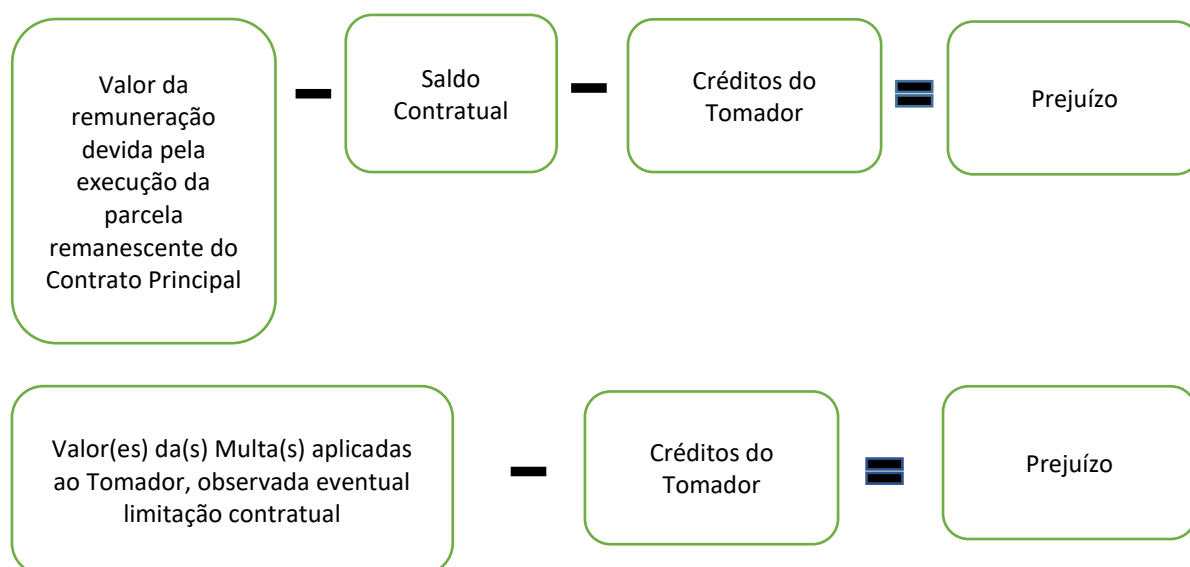 Valor da
remuneração
devida pela
execução da
parcela
remanescente do
Contrato Principal
Saldo
Contratual
Créditos do
Tomador
Prejuízo
Valor(es) da(s) Multa(s) aplicadas
ao Tomador, observada eventual
limitação contratual
Créditos do
Tomador
Prejuízo